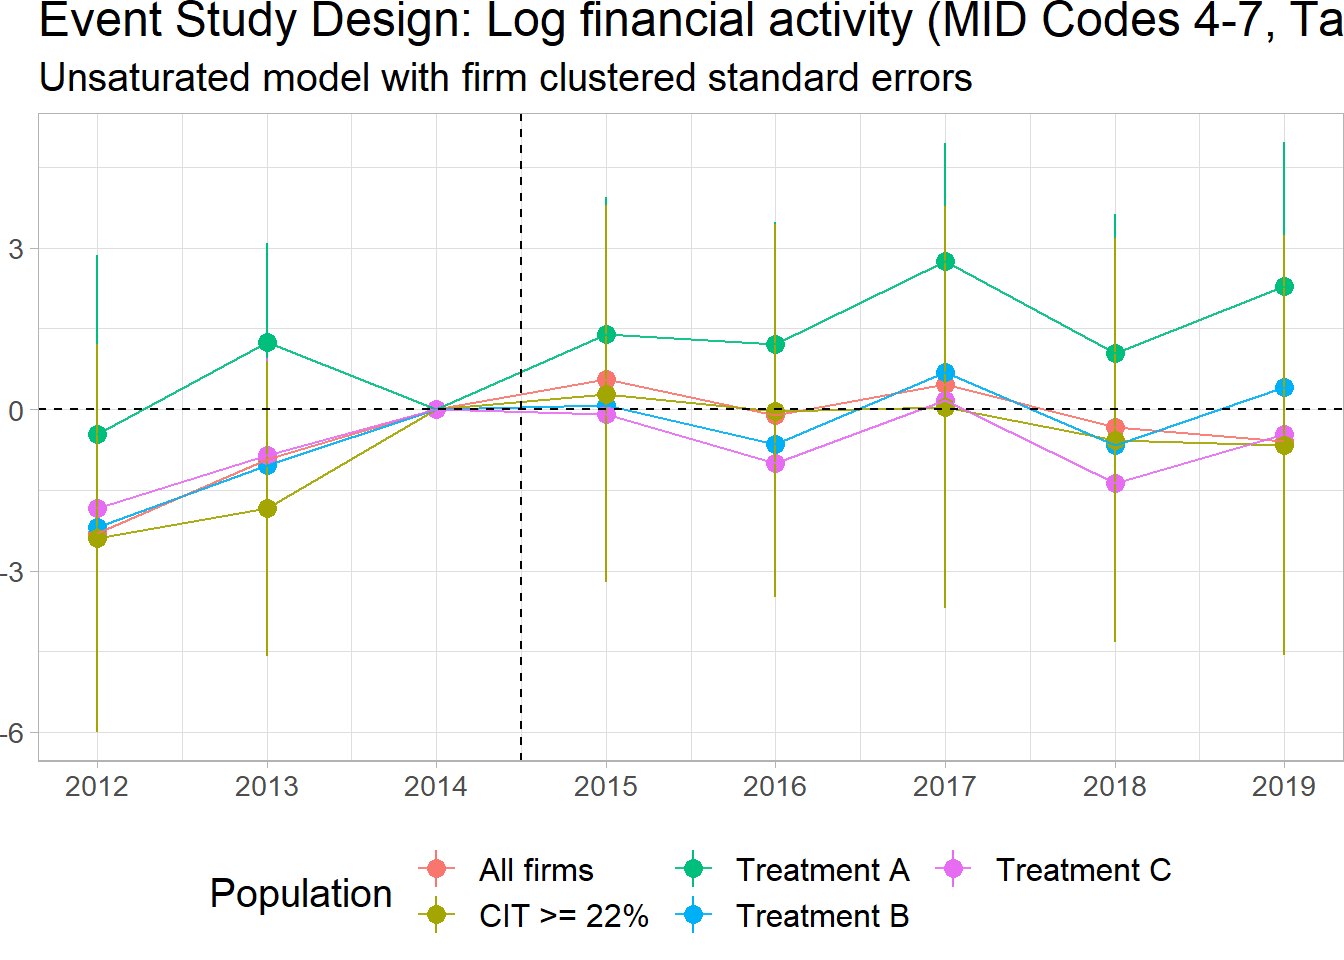 Event Study Design: Log financial activity (MID Codes 4-7, Ta
Unsaturated model with firm clustered standard errors
3
0
-3
-6
2012 2013 2014 2015 2016 2017 2018 2019
Population
All firms Treatment A Treatment C
CIT >= 22% Treatment B